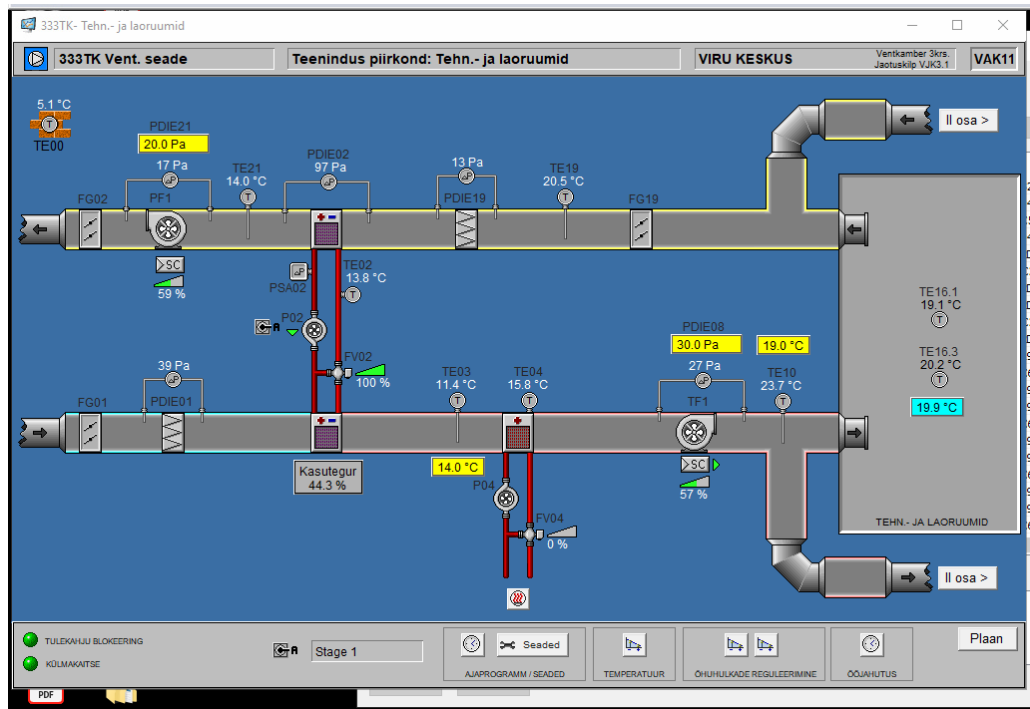 333TK- Tehn.- ja laoruumid
333TK Vent. seade
Teenindus piirkond: Tehn.- ja laoruumid
VIRU KESKUS
Ventkamber 3krs.
Jaotuskilp VJK3.1
VAK11
5.1 °C
TE00
PDIE21
20.0 Pa
17 Pa
FG02
PF1
TE21
14.0 °C
PDIE02
97 Pa
13 Pa
PDIE19
TE19
20.5 °C
FG19
II osa >
>SC
59 %
PSA02
TE02
13.8 °C
P02
A
FV02
100 %
TE16.1
19.1 °C
TE16.3
20.2 °C
19.9 °C
39 Pa
FG01
PDIE01
TE03
11.4 °C
TE04
15.8 °C
PDIE08
30.0 Pa
27 Pa
TF1
19.0 °C
TE10
23.7 °C
Kasutegur
44.3 %
14.0 °C
P04
FV04
0 %
>SC
57 %
TEHN.- JA LAORUUMID
II osa >
TULEKAHJU BLOKEERING
KÜLMAKAITSE
A
Stage 1
Seaded
AJAPROGRAMM / SEADED
TEMPERATUUR
ÕHUHULKADE REGULEERIMINE
ÖÖJAHUTUS
Plaan
PDF